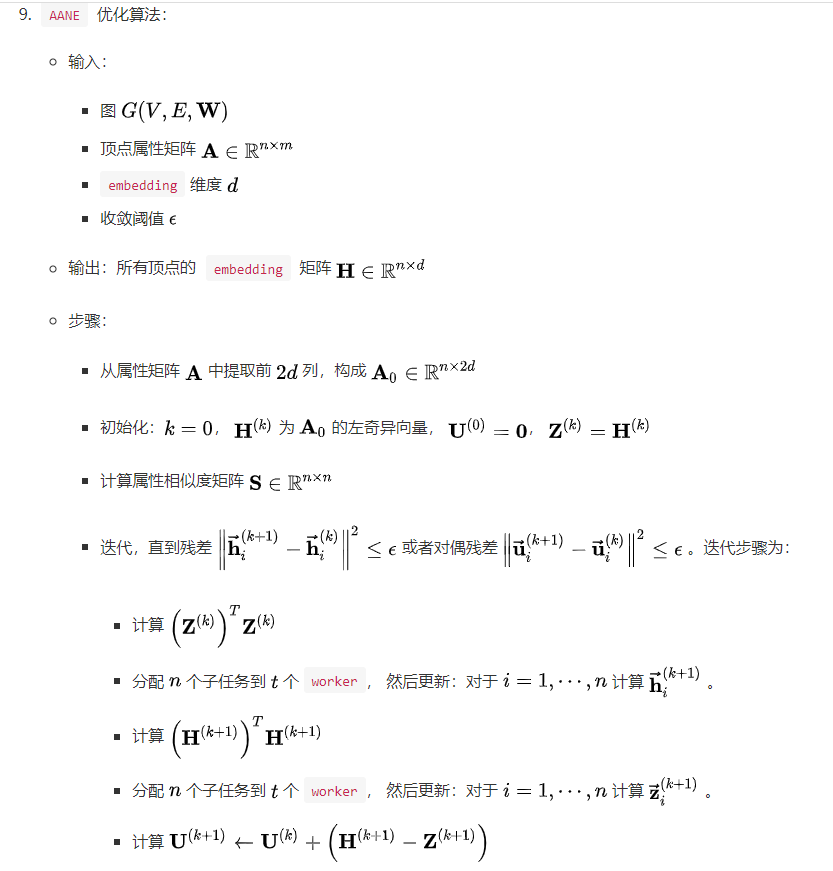 9. AANE 优化算法：
输入：
图 $G(V, E, \mathbf{W})$
顶点属性矩阵 $\mathbf{A} \in \mathbb{R}^{n \times m}$
embedding 维度 $d$
收敛阈值 $\epsilon$
输出：所有顶点的 embedding 矩阵 $\mathbf{H} \in \mathbb{R}^{n \times d}$
步骤：
从属性矩阵 $\mathbf{A}$ 中提取前 $2d$ 列，构成 $\mathbf{A}_0 \in \mathbb{R}^{n \times 2d}$
初始化：$k = 0$， $\mathbf{H}^{(k)}$ 为 $\mathbf{A}_0$ 的左奇异向量， $\mathbf{U}^{(0)} = \mathbf{0}$， $\mathbf{Z}^{(k)} = \mathbf{H}^{(k)}$
计算属性相似度矩阵 $\mathbf{S} \in \mathbb{R}^{n \times n}$
迭代，直到残差 $\left\| \vec{\mathbf{h}}_i^{(k+1)} - \vec{\mathbf{h}}_i^{(k)} \right\|^2 \le \epsilon$ 或者对偶残差 $\left\| \vec{\mathbf{u}}_i^{(k+1)} - \vec{\mathbf{u}}_i^{(k)} \right\|^2 \le \epsilon$ 。迭代步骤为：
计算 $\left( \mathbf{Z}^{(k)} \right)^T \mathbf{Z}^{(k)}$
分配 $n$ 个子任务到 $t$ 个 worker ， 然后更新：对于 $i = 1, \cdots, n$ 计算 $\vec{\mathbf{h}}_i^{(k+1)}$ 。
计算 $\left( \mathbf{H}^{(k+1)} \right)^T \mathbf{H}^{(k+1)}$
分配 $n$ 个子任务到 $t$ 个 worker ， 然后更新：对于 $i = 1, \cdots, n$ 计算 $\vec{\mathbf{z}}_i^{(k+1)}$ 。
计算 $\mathbf{U}^{(k+1)} \leftarrow \mathbf{U}^{(k)} + \left( \mathbf{H}^{(k+1)} - \mathbf{Z}^{(k+1)} \right)$